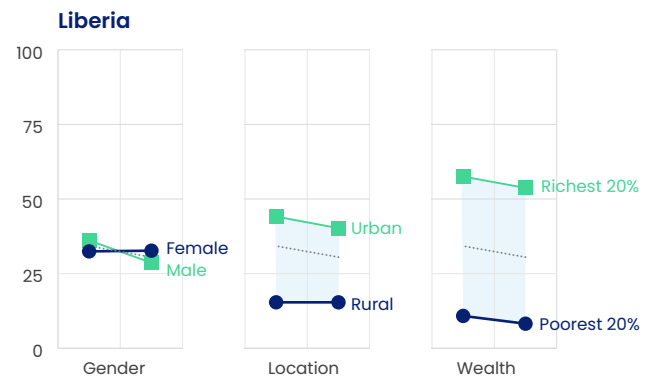 Liberia
100
75
50
25
0
Female
Male
Urban
Rural
Richest 20%
Poorest 20%
Gender
Location
Wealth